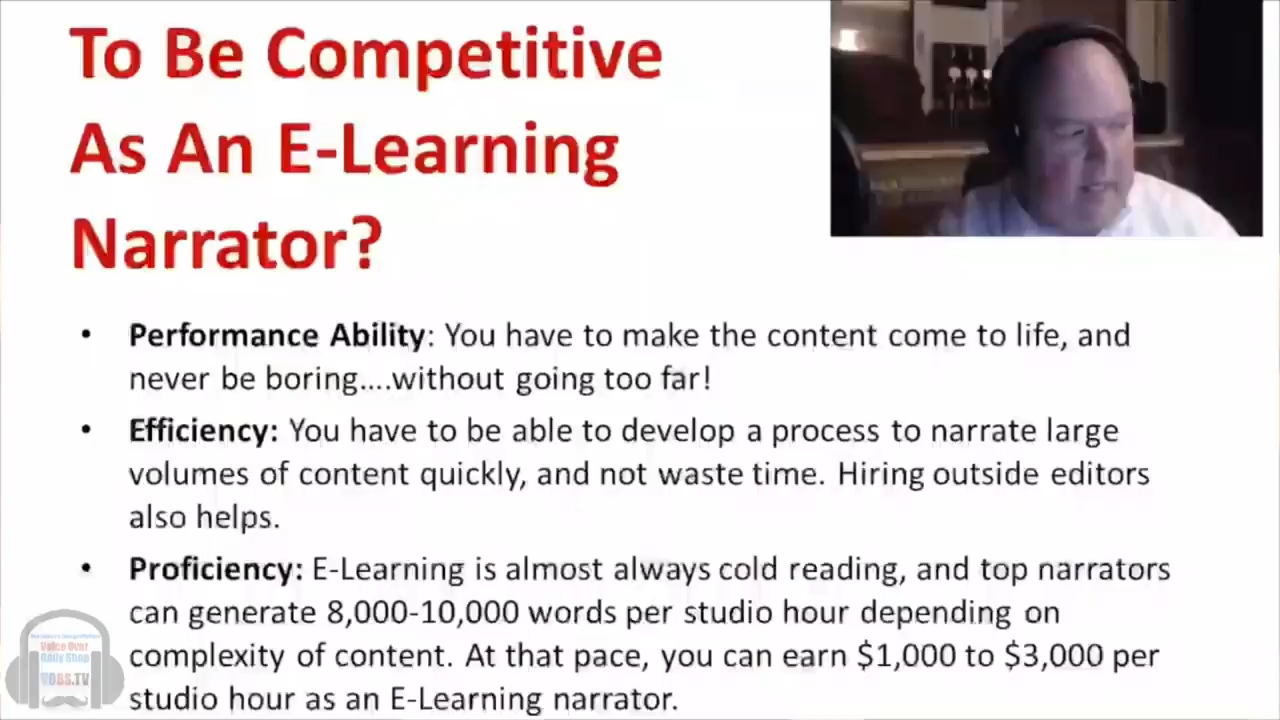 To Be Competitive
As An E-Learning
Narrator?
• Performance Ability: You have to make the content come to life, and
never be boring....without going too far!
• Efficiency: You have to be able to develop a process to narrate large
volumes of content quickly, and not waste time. Hiring outside editors
also helps.
• Proficiency: E-Learning is almost always cold reading, and top narrators
can generate 8,000-10,000 words per studio hour depending on
complexity of content. At that pace, you can earn $1,000 to $3,000 per
studio hour as an E-Learning narrator.
Voice Over
Body Shop
VOBS.TV